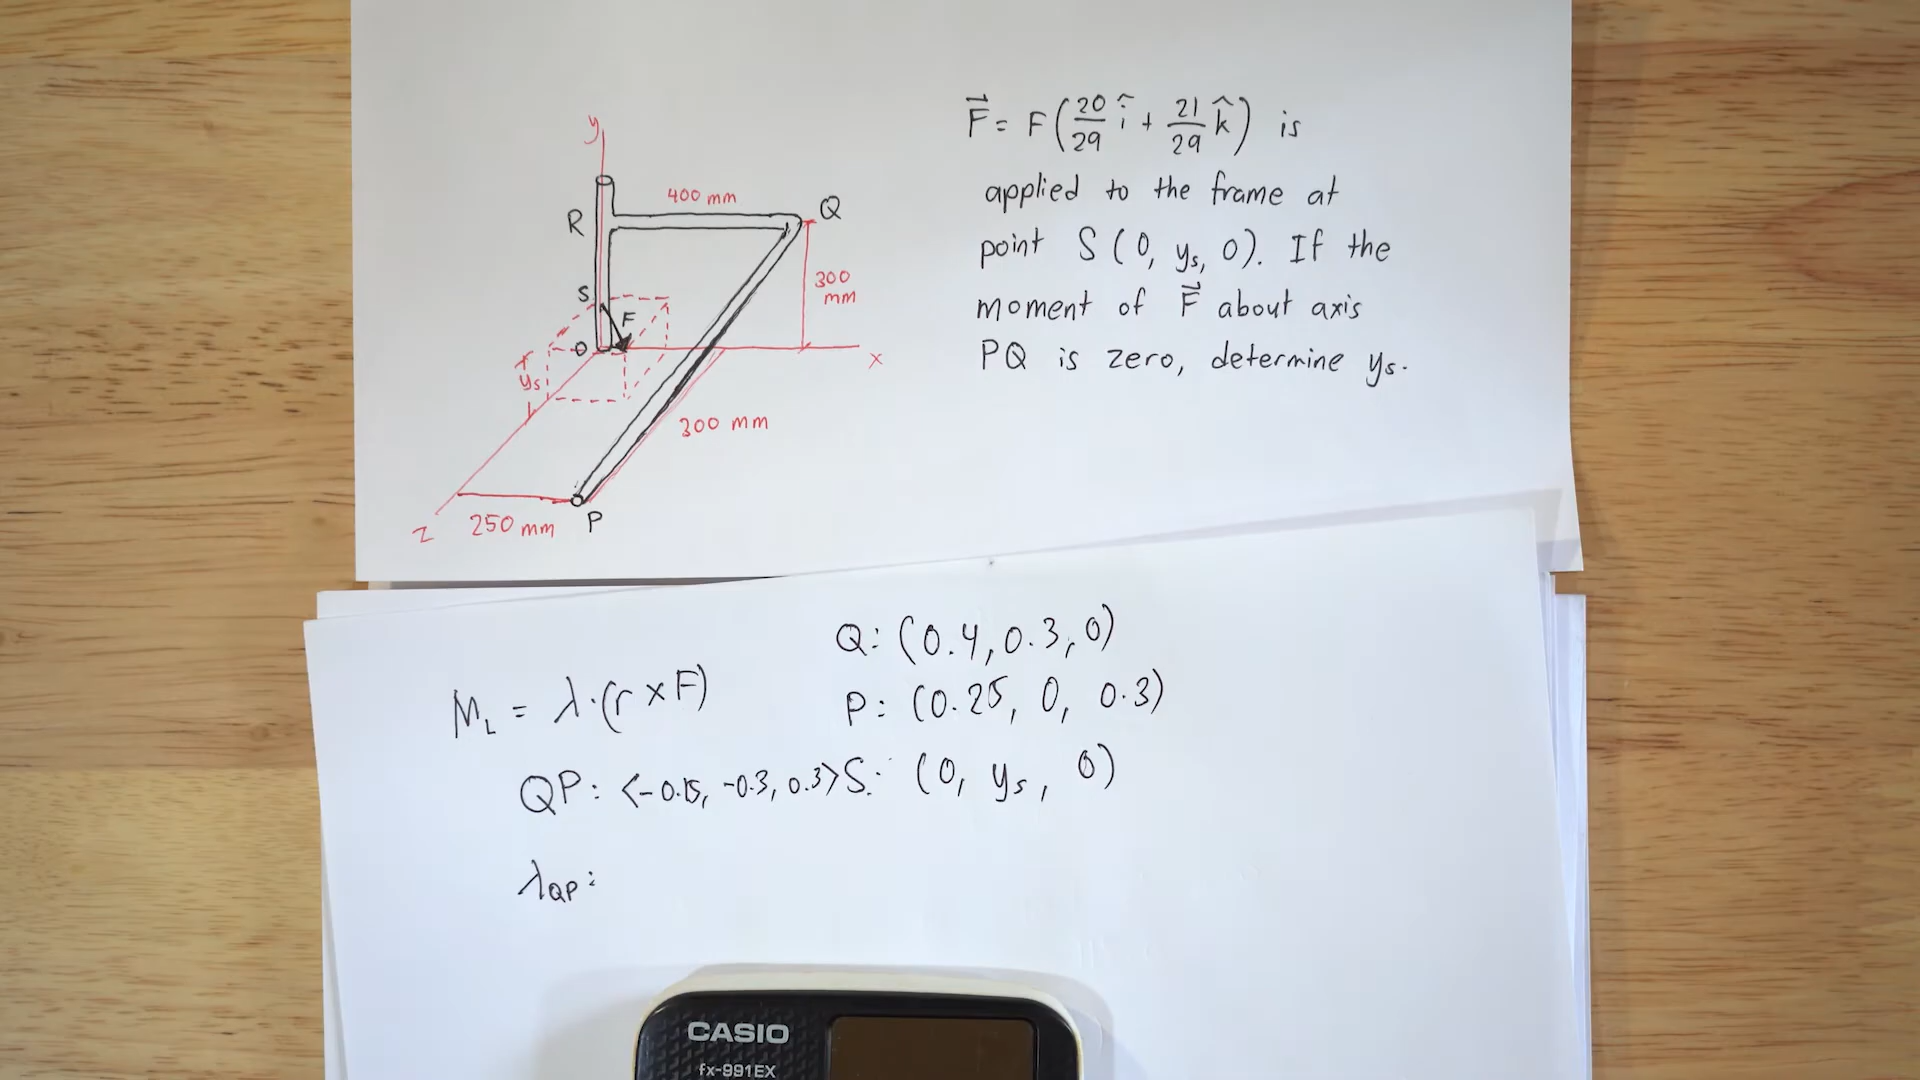 y
400 mm
R
Q
300
mm
S
F
O
x
ys
300 mm
250 mm
P
z
F⃗ = F(20/29 î + 21/29 k̂) is
applied to the frame at
point S (0, ys, 0). If the
moment of F⃗ about axis
PQ is zero, determine ys.
Q: (0.4, 0.3, 0)
ML = λ·(r × F)
P: (0.25, 0, 0.3)
QP: <-0.15, -0.3, 0.3>
S: (0, ys, 0)
λQP:
CASIO
fx-991EX